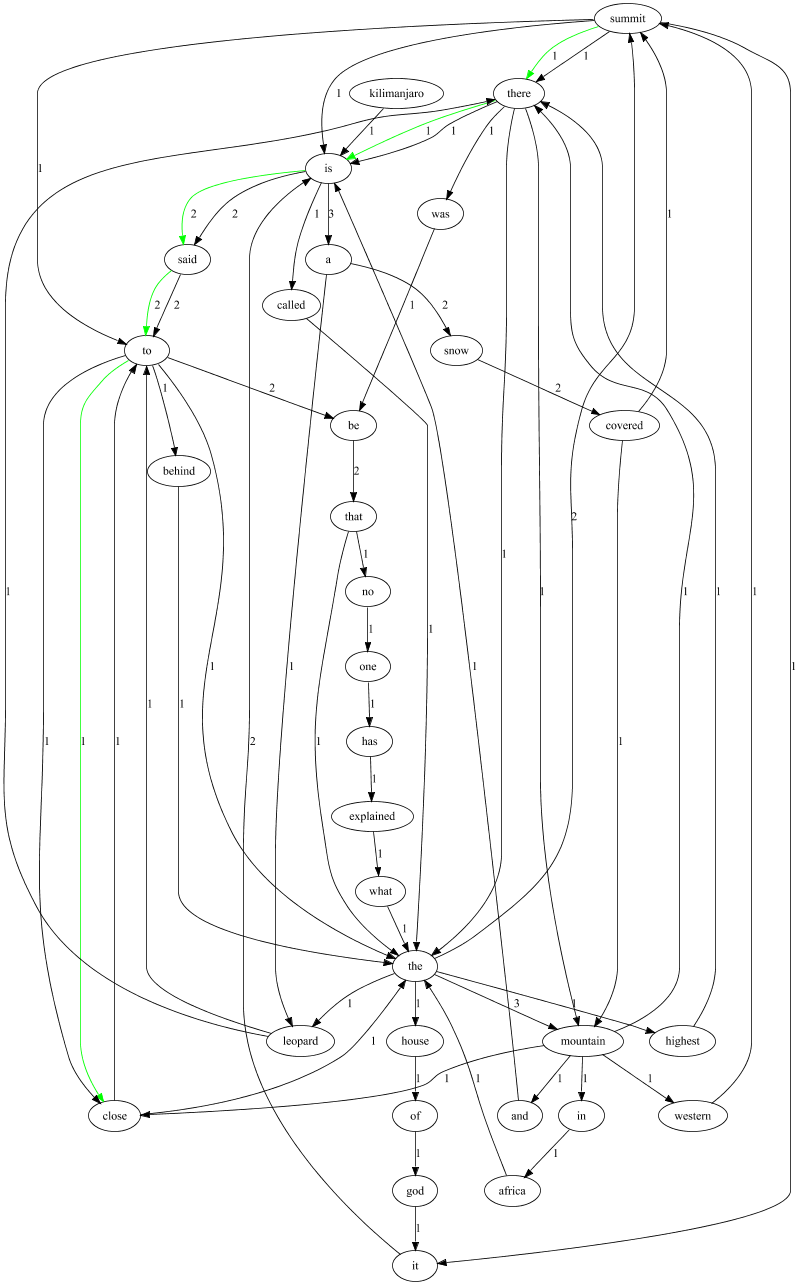 summit
1 1
kilimanjaro there
1 1 1 1 1
is
1 was
2 2 1 3
said a
called 1 2
2 2
to snow
1 2 2
be covered
behind 1
2
that
1
no
1 1 1 1 1
one
1 1 1 1 1
1 1
has
1 1 1 2 1 1
1
explained
1
what
1
the
1 1 3 1
leopard house mountain highest
1 1 1 1 1 1
close of and in western
1 1 1
god africa
1
it